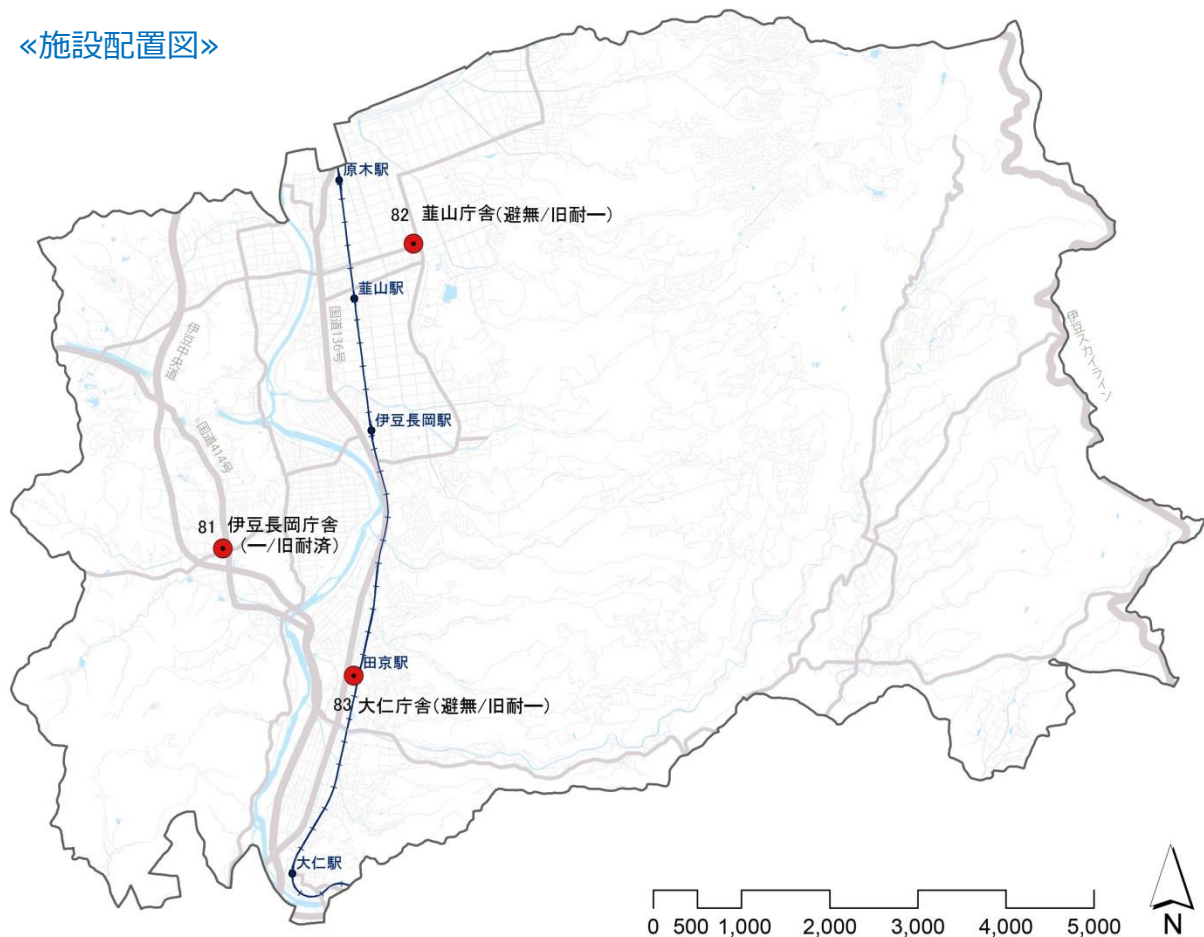 «施設配置図»
原木駅
82 韮山庁舎(避無/旧耐ー)
韮山駅
国道136号
伊豆中央道
伊豆スカイライン
伊豆長岡駅
国道414号
81 伊豆長岡庁舎
(ー/旧耐済)
田京駅
83 大仁庁舎(避無/旧耐ー)
大仁駅
0 500 1,000 2,000 3,000 4,000 5,000
N